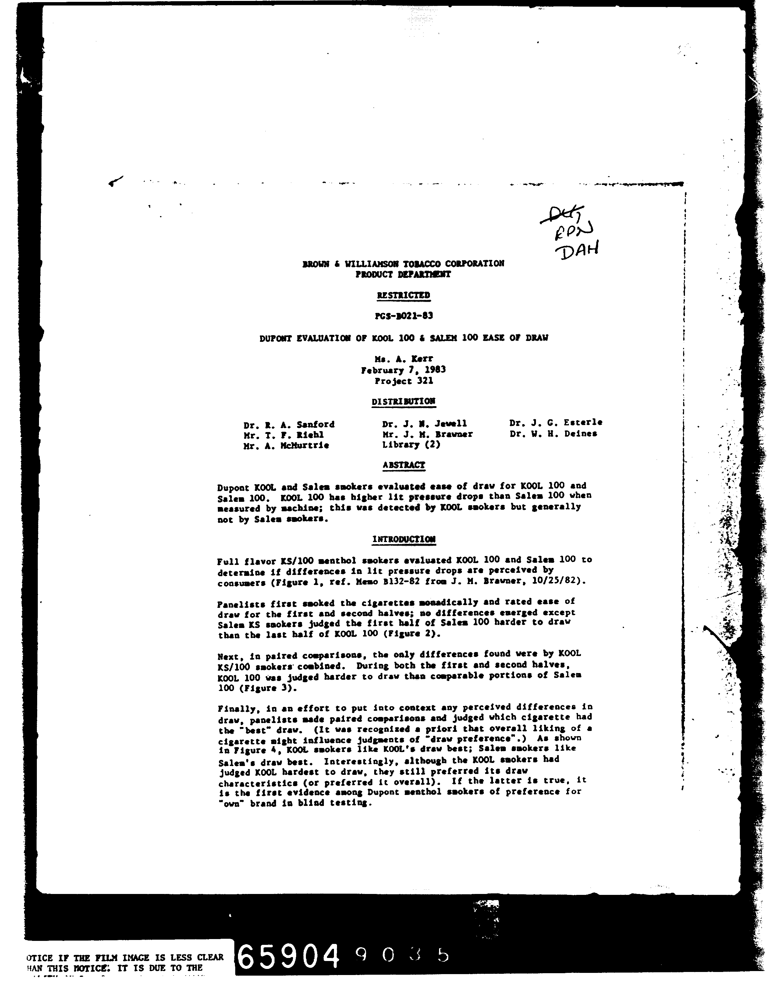 RPN
DAH
BROWN & WILLIAMSON TOBACCO CORPORATION
PRODUCT DEPARTMENT
RESTRICTED
PGS-B021-83
DUPONT EVALUATION OF KOOL 100 & SALEM 100 EASE OF DRAW
Ms. A. Kerr
February 7, 1983
Project 321
DISTRIBUTION
Dr. R. A. Sanford Dr. J. N. Jewell Dr. J. G. Esterle
Mr. T. F. Riehl Mr. J. M. Brawner Dr. W. H. Deines
Mr. A. McMurtrie Library (2)
ABSTRACT
Dupont KOOL and Salem smokers evaluated ease of draw for KOOL 100 and
Salem 100. KOOL 100 has higher lit pressure drops than Salem 100 when
measured by machine; this was detected by KOOL smokers but generally
not by Salem smokers.
INTRODUCTION
Full flavor KS/100 menthol smokers evaluated KOOL 100 and Salem 100 to
determine if differences in lit pressure drops are perceived by
consumers (Figure 1, ref. Memo B132-82 from J. M. Brawner, 10/25/82).
Panelists first smoked the cigarettes monadically and rated ease of
draw for the first and second halves; no differences emerged except
Salem KS smokers judged the first half of Salem 100 harder to draw
than the last half of KOOL 100 (Figure 2).
Next, in paired comparisons, the only differences found were by KOOL
KS/100 smokers combined. During both the first and second halves,
KOOL 100 was judged harder to draw than comparable portions of Salem
100 (Figure 3).
Finally, in an effort to put into context any perceived differences in
draw, panelists made paired comparisons and judged which cigarette had
the "best" draw. (It was recognized a priori that overall liking of a
cigarette might influence judgments of "draw preference".) As shown
in Figure 4, KOOL smokers like KOOL's draw best; Salem smokers like
Salem's draw best. Interestingly, although the KOOL smokers had
judged KOOL hardest to draw, they still preferred its draw
characteristics (or preferred it overall). If the latter is true, it
is the first evidence among Dupont menthol smokers of preference for
"own" brand in blind testing.
OTICE IF THE FILM IMAGE IS LESS CLEAR
HAN THIS NOTICE; IT IS DUE TO THE
65904 9035